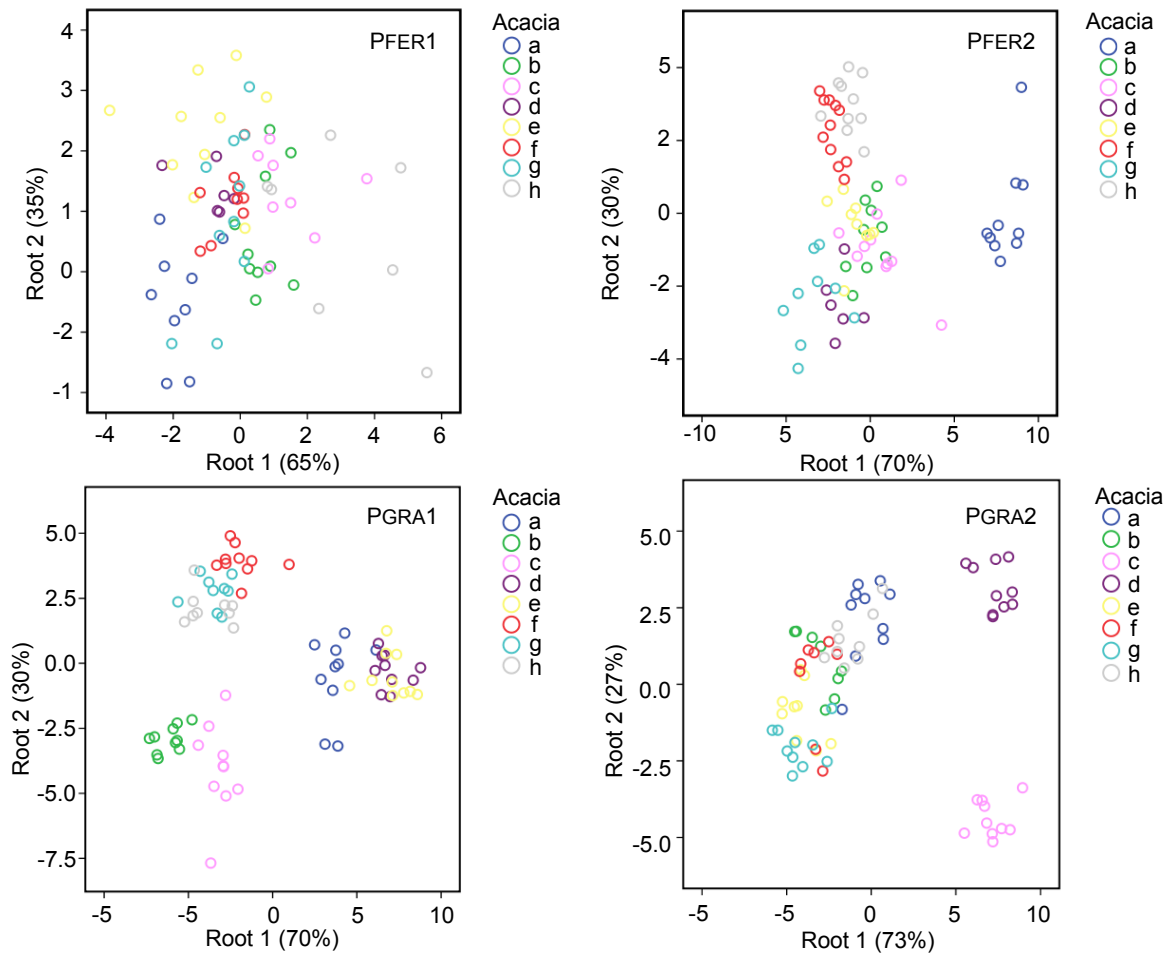 PFER1
Acacia
a
b
c
d
e
f
g
h
4
3
2
1
0
-2
-1
Root 2 (35%)
-4
-2
0
2
4
6
Root 1 (65%)
PFER2
Acacia
a
b
c
d
e
f
g
h
5
2
0
-2
-4
Root 2 (30%)
-10
5
0
5
10
Root 1 (70%)
PGRA1
Acacia
a
b
c
d
e
f
g
h
5.0
2.5
0.0
-2.5
-5.0
-7.5
Root 2 (30%)
-5
-5
0
5
10
Root 1 (70%)
PGRA2
Acacia
a
b
c
d
e
f
g
h
5.0
2.5
0.0
-2.5
-5.0
Root 2 (27%)
-5
-5
0
5
10
Root 1 (73%)